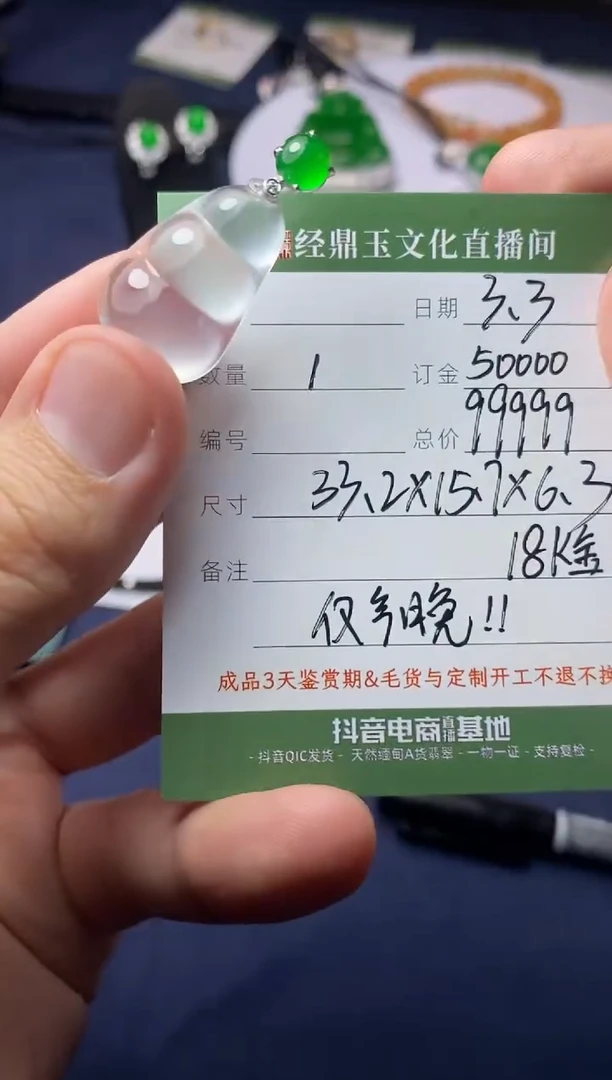 经鼎玉文化直播间
日期 3、3
数量 1 订金 50000
编号 总价 99999
尺寸 33、2X15.7X6、3
备注 18K金
仅今晚!!
成品3天鉴赏期&毛货与定制开工不退不换
抖音电商直播基地
- 抖音QIC发货 - 天然缅甸A货翡翠 - 一物一证 - 支持复检 -